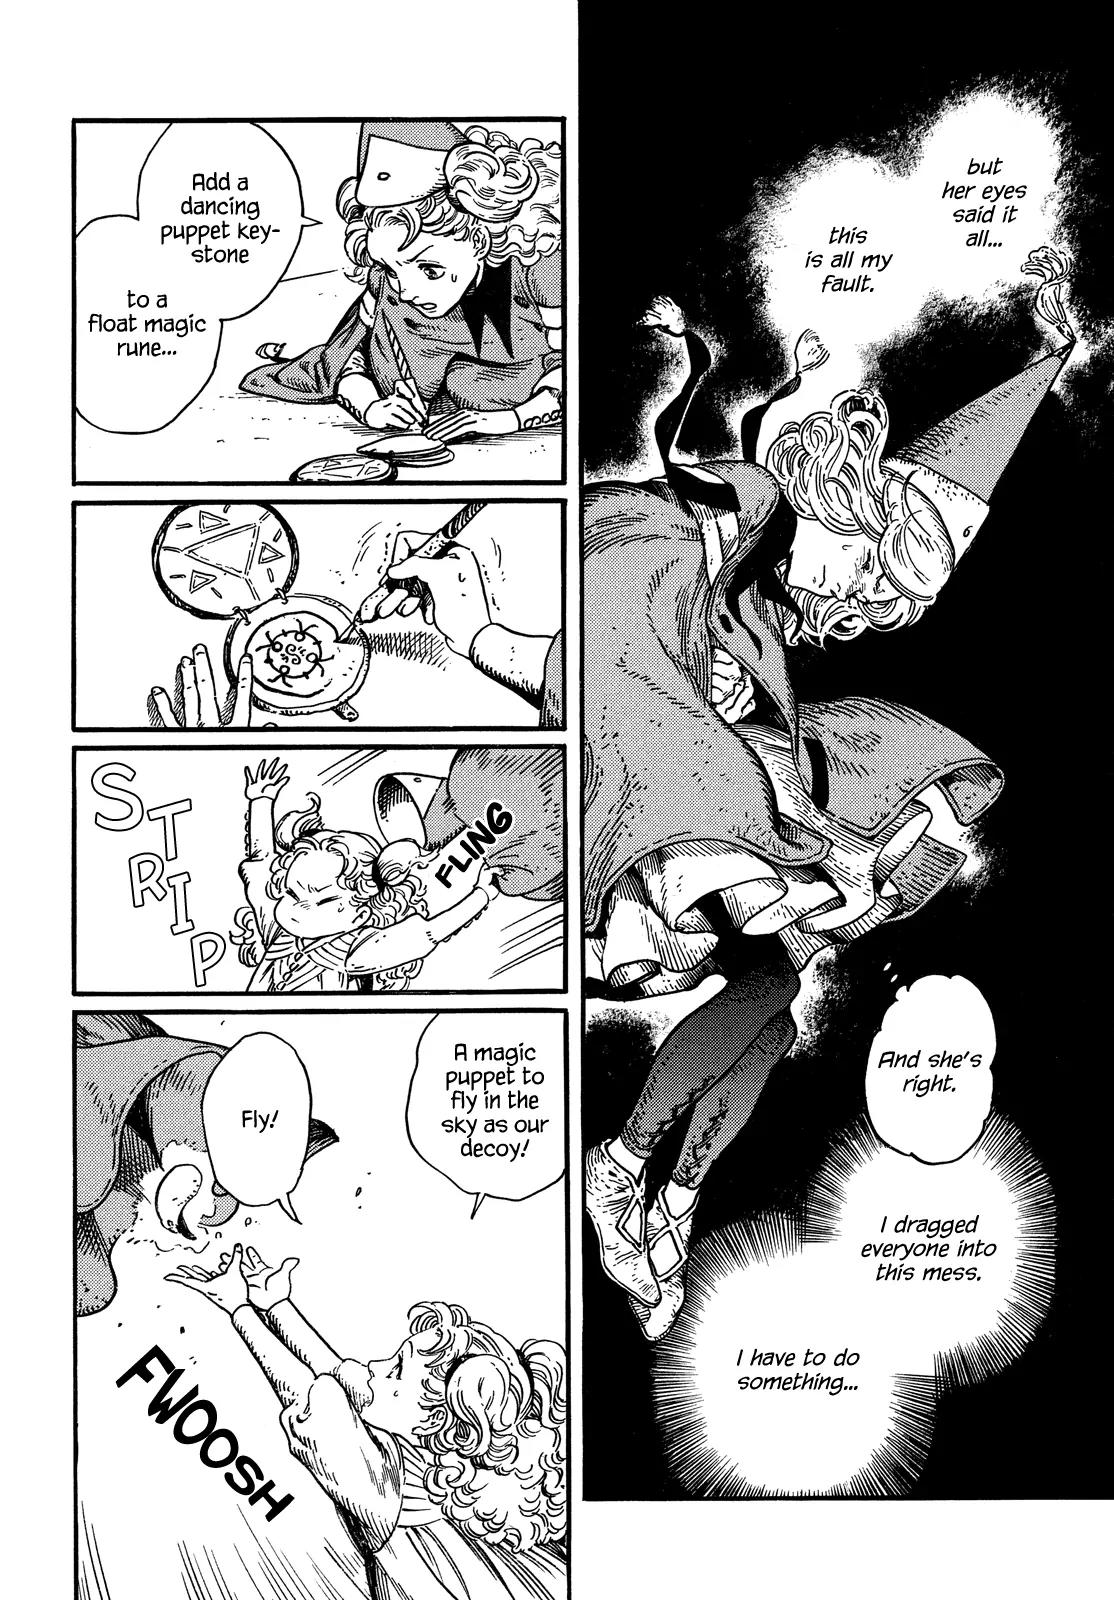 but
her eyes
said it
all...
this
is all my
fault.
And she's
right.
I dragged
everyone into
this mess.
I have to do
something...
Add a
dancing
puppet key-
stone
to a
float magic
rune...
STRIP
FLING
A magic
puppet to
fly in the
sky as our
decoy!
Fly!
FWOOSH